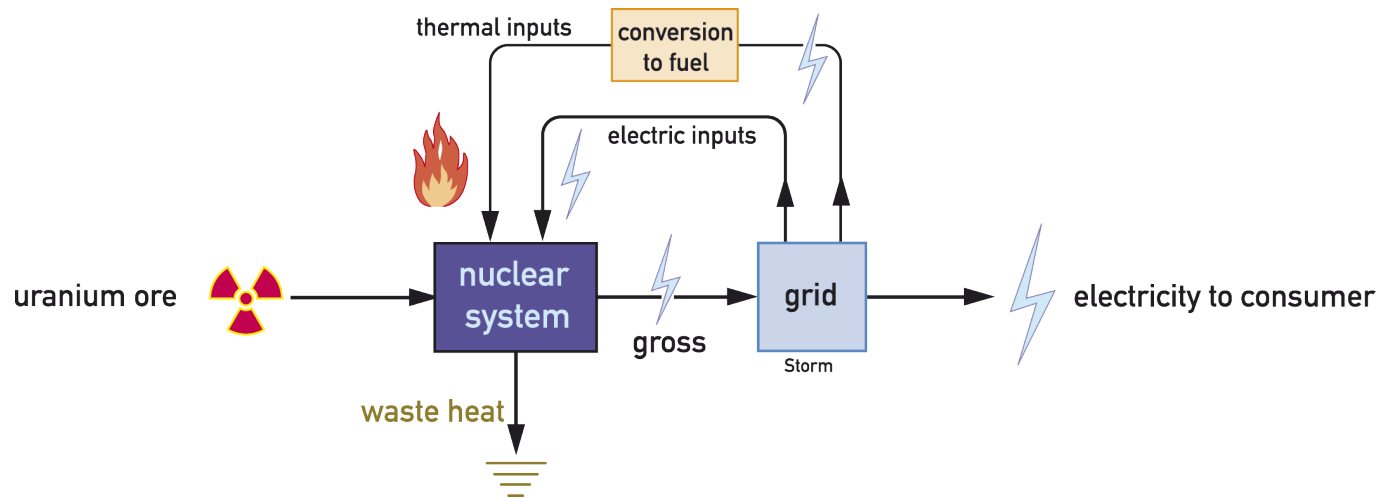 thermal inputs
conversion
to fuel
electric inputs
uranium ore
nuclear
system
gross
grid
Storm
electricity to consumer
waste heat